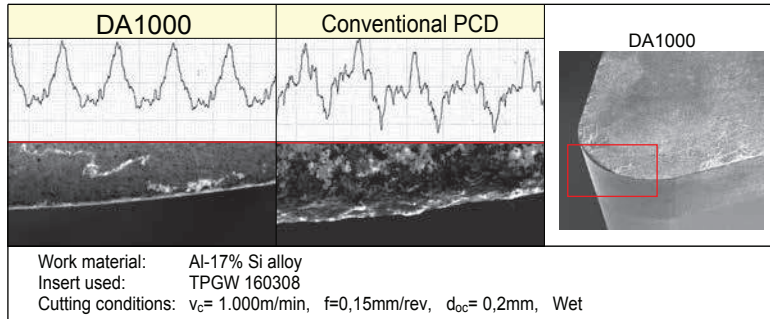 DA1000
Conventional PCD
DA1000
Work material: Al-17% Si alloy
Insert used: TPGW 160308
Cutting conditions: vc= 1.000m/min, f=0,15mm/rev, doc= 0,2mm, Wet